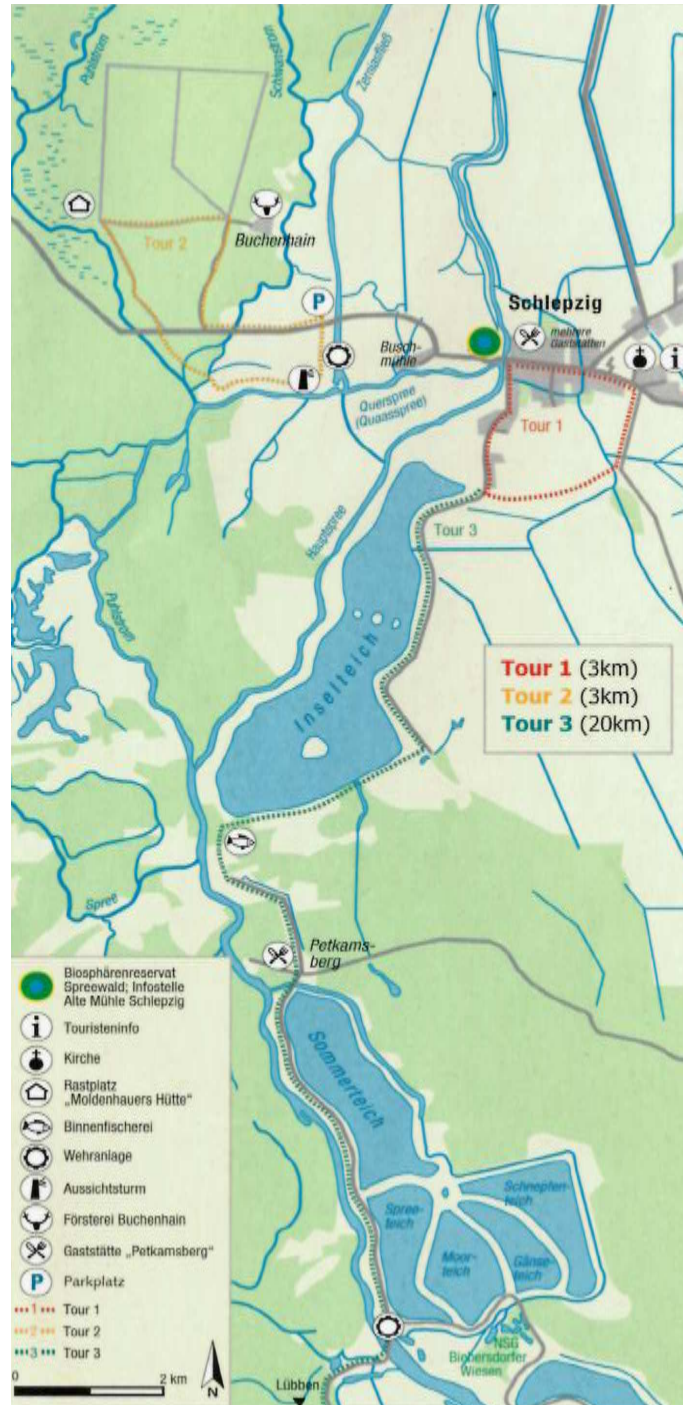 Puhlstrom
Schiwanstrom
Zerniasfließ
Tour 2
Buchenhain
P
Schlepzig
mehrere
Gaststätten
Busch-
mühle
i
Querspree
(Quaasspree)
Tour 1
Hauptspree
Tour 3
Puhlstrom
Inselteich
Tour 1 (3km)
Tour 2 (3km)
Tour 3 (20km)
Spree
Petkams-
berg
Sommerteich
Schnepfen-
teich
Spree-
teich
Moor-
teich
Gänse-
teich
NSG
Biebersdorfer
Wiesen
Lübben
Biosphärenreservat
Spreewald; Infostelle
Alte Mühle Schlepzig
i Touristeninfo
Kirche
Rastplatz
„Moldenhauers Hütte“
Binnenfischerei
Wehranlage
Aussichtsturm
Försterei Buchenhain
Gaststätte „Petkamsberg“
P Parkplatz
1 Tour 1
2 Tour 2
3 Tour 3
0 2 km
N